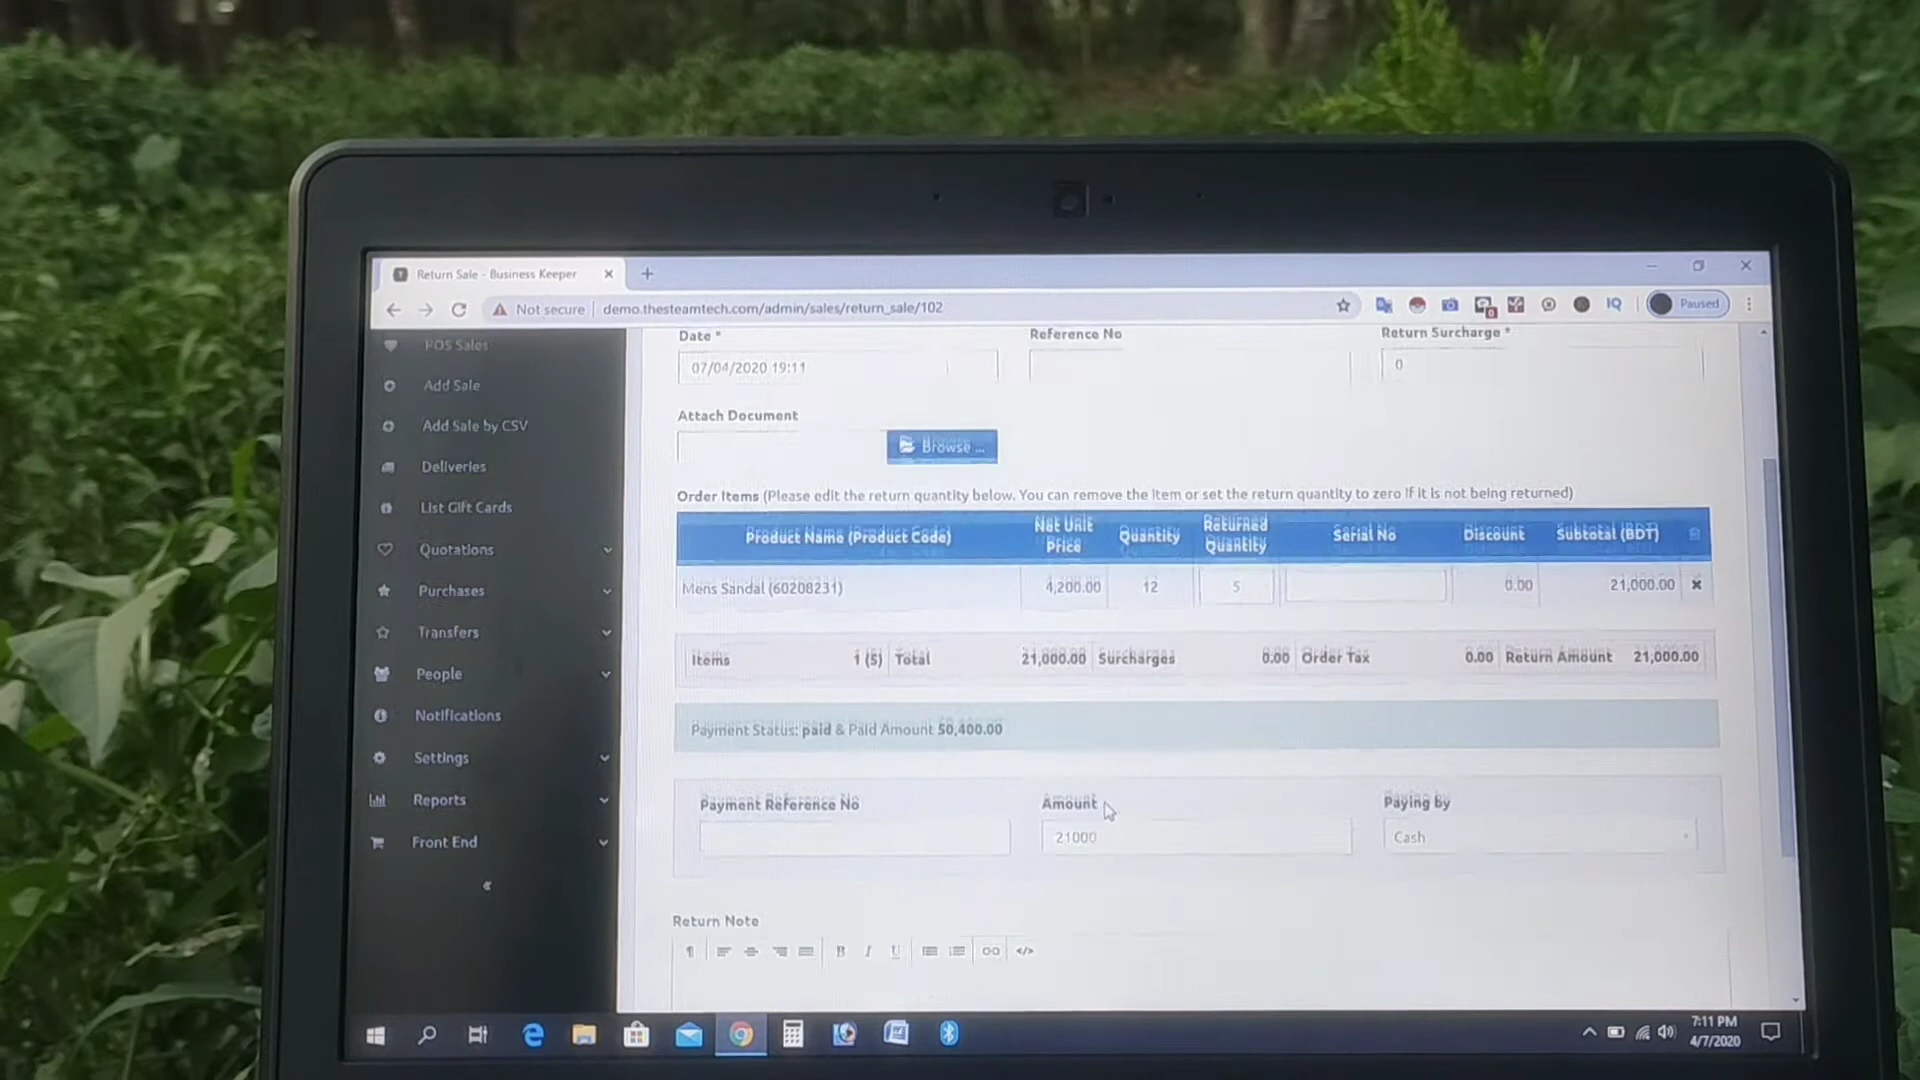 Return Sale - Business Keeper
Not secure
demo.thesteamtech.com/admin/sales/return_sale/102
IQ
Paused
POS Sales
Add Sale
Add Sale by CSV
Deliveries
List Gift Cards
Quotations
Purchases
Transfers
People
Notifications
Settings
Reports
Front End
Date *
Reference No
Return Surcharge *
07/04/2020 19:11
0
Attach Document
Browse ...
Order Items (Please edit the return quantity below. You can remove the item or set the return quantity to zero if it is not being returned)
Product Name (Product Code) Net Unit Price Quantity Returned Quantity Serial No Discount Subtotal (BDT)
Mens Sandal (60208231) 4,200.00 12 5 0.00 21,000.00
Items 1 (5) Total 21,000.00 Surcharges 0.00 Order Tax 0.00 Return Amount 21,000.00
Payment Status: paid & Paid Amount 50,400.00
Payment Reference No
Amount
Paying by
21000
Cash
Return Note
B I U
</>
7:11 PM
4/7/2020